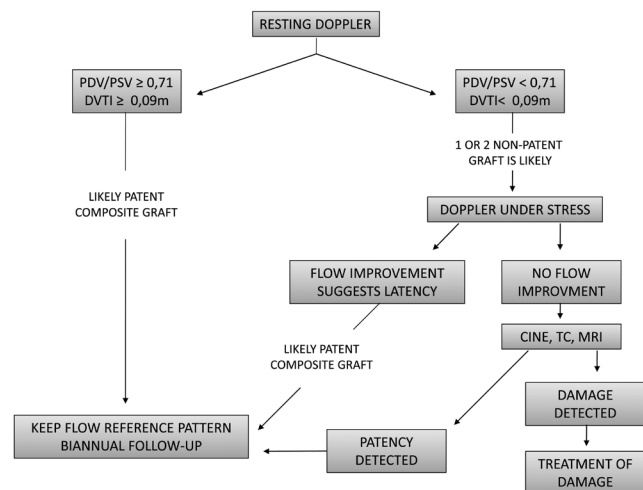 RESTING DOPPLER
PDV/PSV ≥ 0,71
DVTI ≥ 0,09m
PDV/PSV < 0,71
DVTI< 0,09m
1 OR 2 NON-PATENT
GRAFT IS LIKELY
LIKELY PATENT
COMPOSITE GRAFT
DOPPLER UNDER STRESS
FLOW IMPROVEMENT
SUGGESTS LATENCY
NO FLOW
IMPROVMENT
CINE, TC, MRI
LIKELY PATENT
COMPOSITE GRAFT
DAMAGE
DETECTED
KEEP FLOW REFERENCE PATTERN
BIANNUAL FOLLOW-UP
PATENCY
DETECTED
TREATMENT OF
DAMAGE